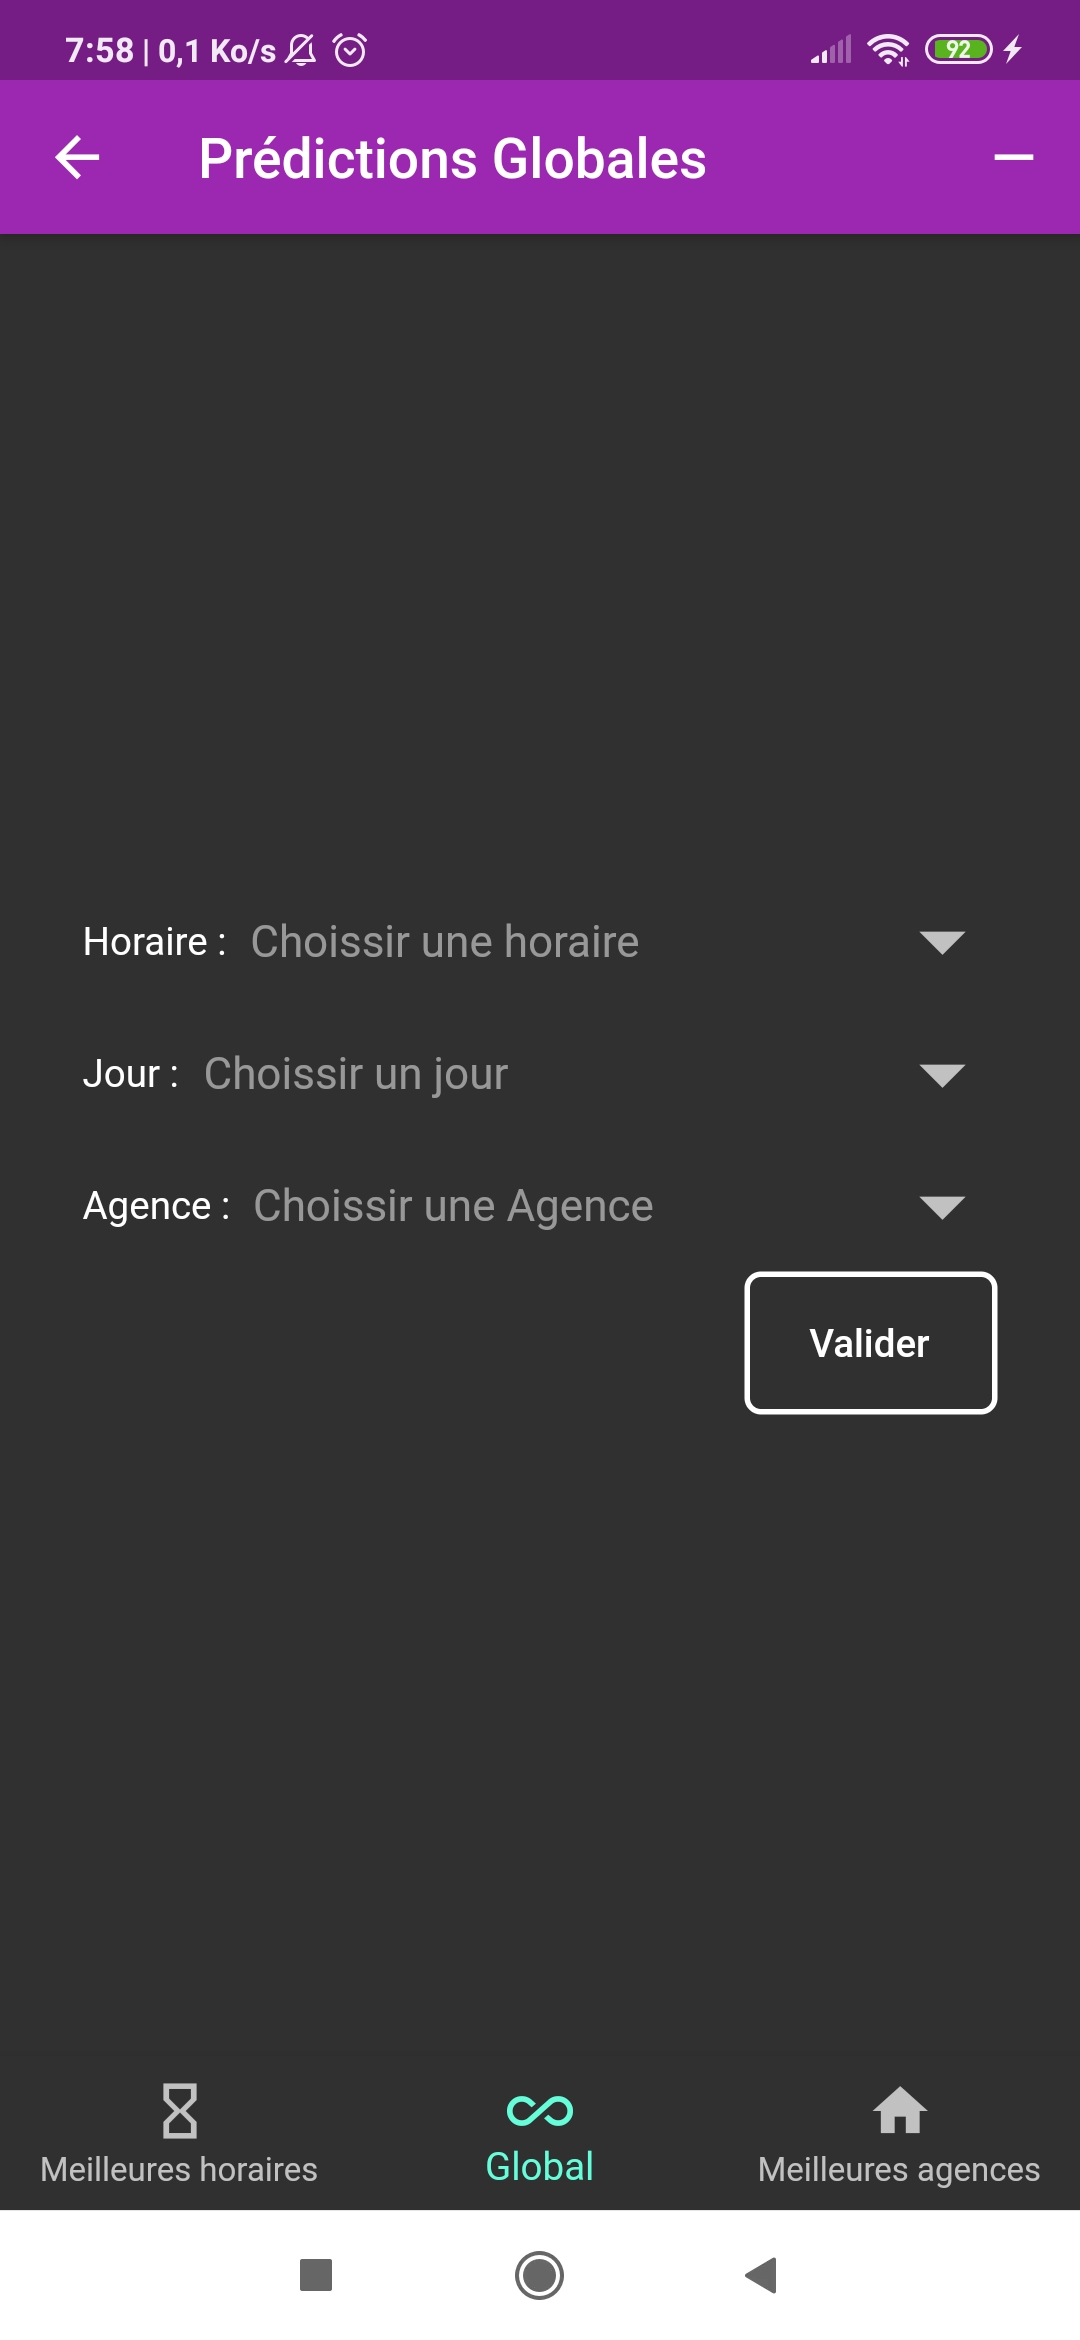 7:58 | 0,1 Ko/s 92
Prédictions Globales
Horaire : Choissir une horaire
Jour : Choissir un jour
Agence : Choissir une Agence
Valider
Meilleures horaires Global Meilleures agences